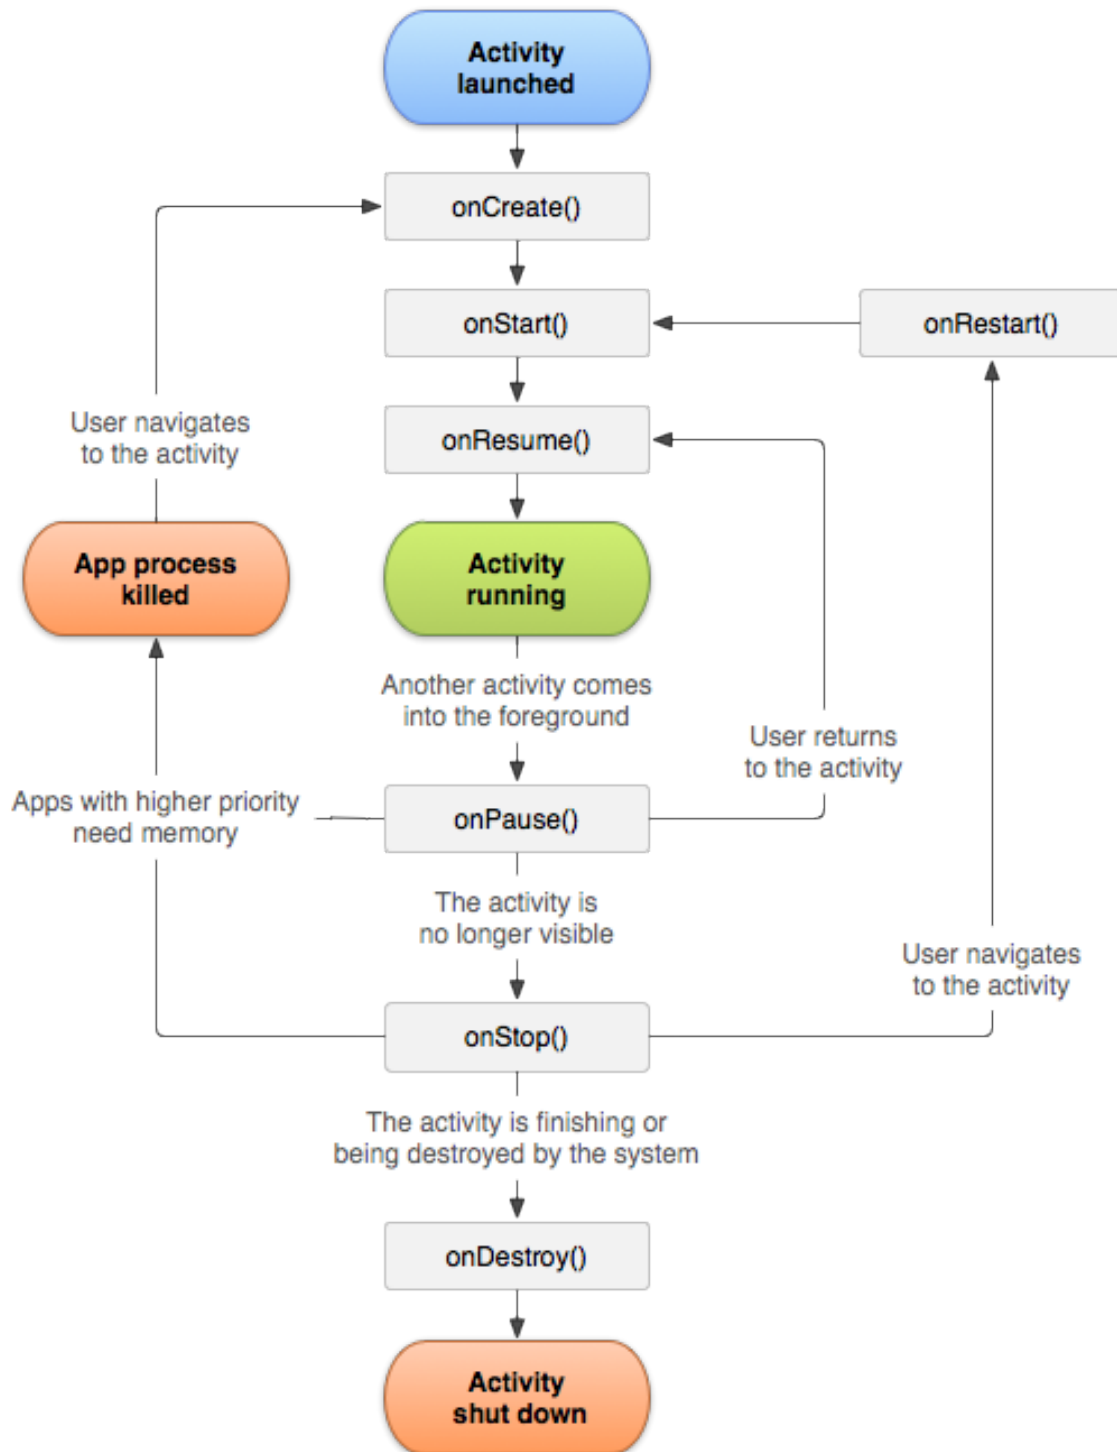 Activity
launched
onCreate()
onStart()
onRestart()
User navigates
to the activity
onResume()
App process
killed
Activity
running
Another activity comes
into the foreground
User returns
to the activity
Apps with higher priority
need memory
onPause()
The activity is
no longer visible
User navigates
to the activity
onStop()
The activity is finishing or
being destroyed by the system
onDestroy()
Activity
shut down